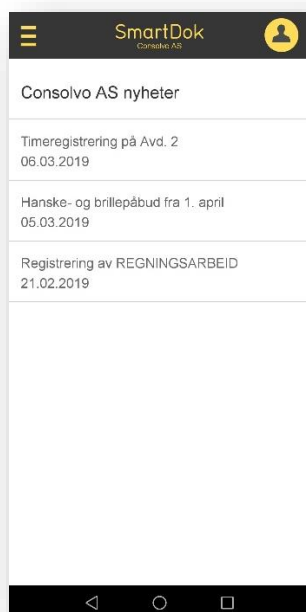 SmartDok
Consolvo AS
Consolvo AS nyheter
Timeregistrering på Avd. 2
06.03.2019
Hanske- og brillepåbud fra 1. april
05.03.2019
Registrering av REGNINGSARBEID
21.02.2019